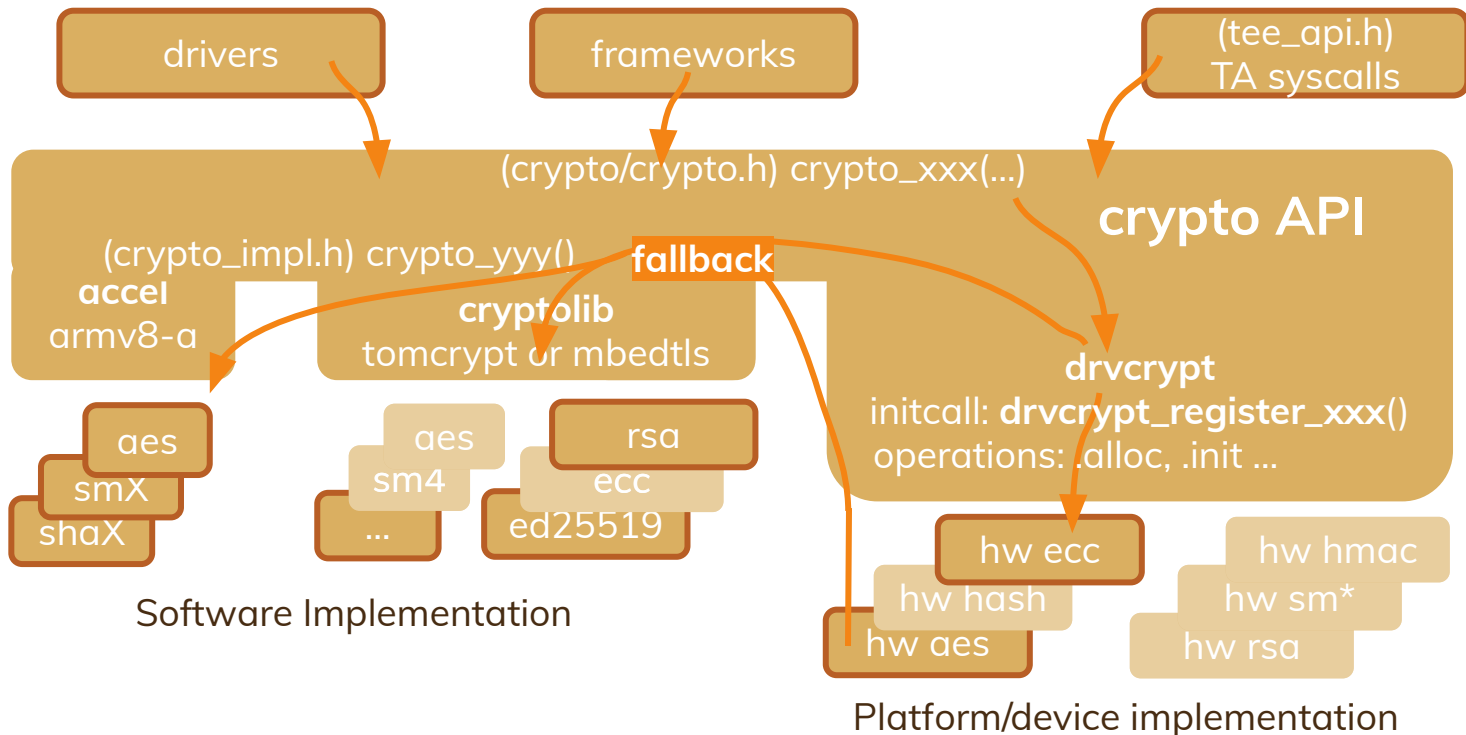 drivers
frameworks
(tee_api.h)
TA syscalls
(crypto/crypto.h) crypto_xxx(...)
crypto API
(crypto_impl.h) crypto_yyy()
fallback
accel
armv8-a
cryptolib
tomcrypt or mbedtls
drvcrypt
initcall: drvcrypt_register_xxx()
operations: .alloc, .init ...
aes
smX
shaX
aes
sm4
...
rsa
ecc
ed25519
Software Implementation
hw ecc
hw hash
hw aes
hw hmac
hw sm*
hw rsa
Platform/device implementation